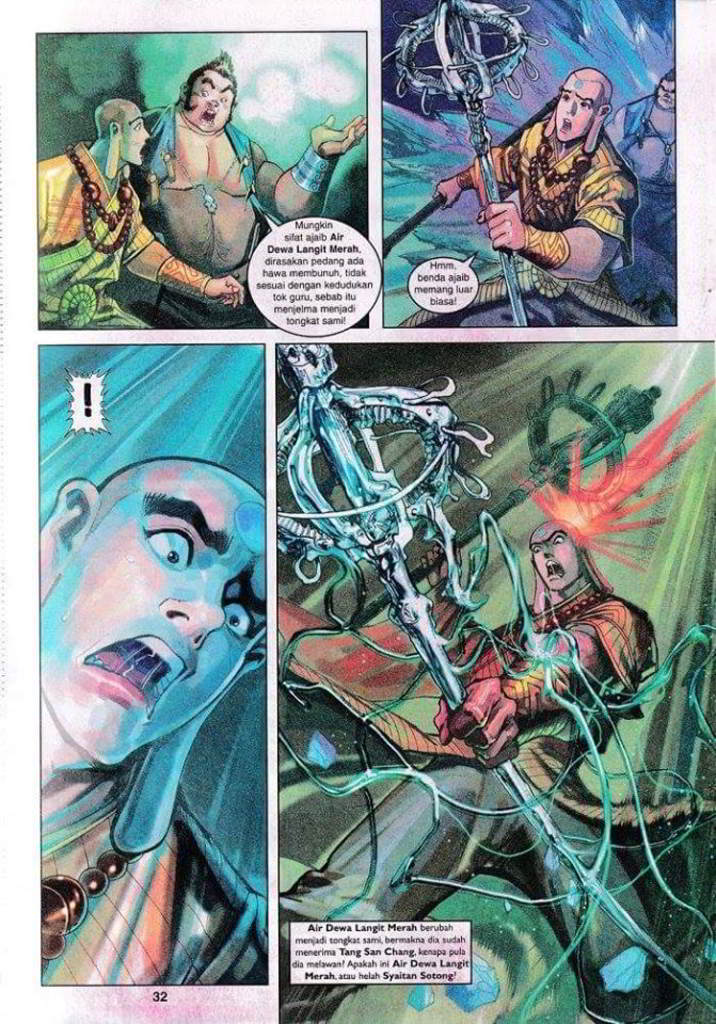 Mungkin
sifat ajaib Air
Dewa Langit Merah,
dirasakan pedang ada
hawa membunuh, tidak
sesuai dengan kedudukan
tok guru, sebab itu
menjelma menjadi
tongkat sami!
Hmm,
benda ajaib
memang luar
biasa!
!
Air Dewa Langit Merah berubah
menjadi tongkat sami, bermakna dia sudah
menerima Tang San Chang, kenapa pula
dia melawan? Apakah ini Air Dewa Langit
Merah, atau helah Syaitan Sotong?
32